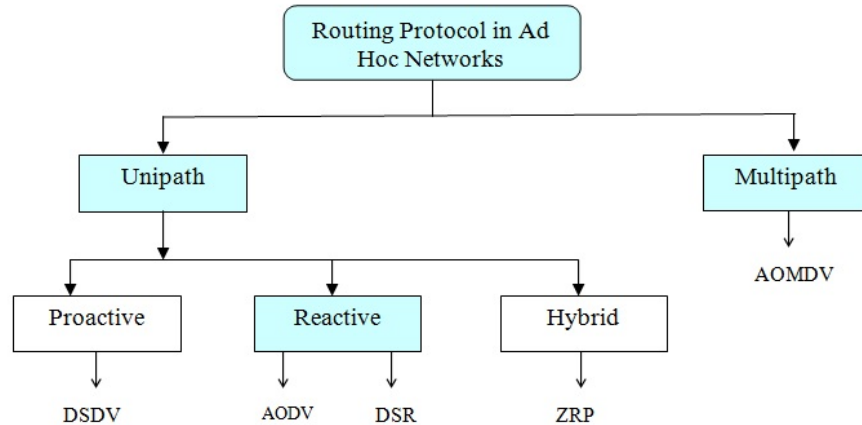 Routing Protocol in Ad
Hoc Networks
Unipath
Multipath
AOMDV
Proactive
Reactive
Hybrid
DSDV
AODV
DSR
ZRP